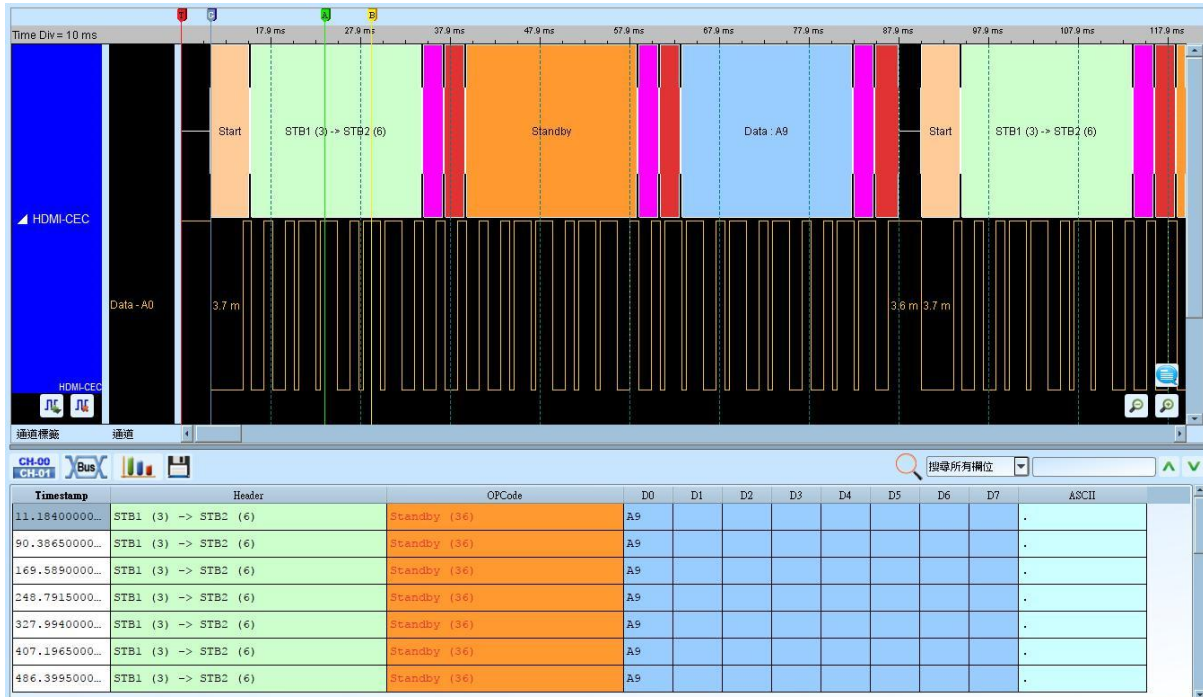 T C A B
Time Div = 10 ms 17.9 ms 27.9 ms 37.9 ms 47.9 ms 57.9 ms 67.9 ms 77.9 ms 87.9 ms 97.9 ms 107.9 ms 117.9 ms
Start STB1 (3) -> STB2 (6) Standby Data : A9 Start STB1 (3) -> STB2 (6)
HDMI-CEC
Data - A0 3.7 m 3.6 m 3.7 m
HDMI-CEC
通道標籤 通道
CH-00
CH-01 Bus 搜尋所有欄位
Timestamp Header OPCode D0 D1 D2 D3 D4 D5 D6 D7 ASCII
11.18400000... STB1 (3) -> STB2 (6) Standby (36) A9 .
90.38650000... STB1 (3) -> STB2 (6) Standby (36) A9 .
169.5890000... STB1 (3) -> STB2 (6) Standby (36) A9 .
248.7915000... STB1 (3) -> STB2 (6) Standby (36) A9 .
327.9940000... STB1 (3) -> STB2 (6) Standby (36) A9 .
407.1965000... STB1 (3) -> STB2 (6) Standby (36) A9 .
486.3995000... STB1 (3) -> STB2 (6) Standby (36) A9 .